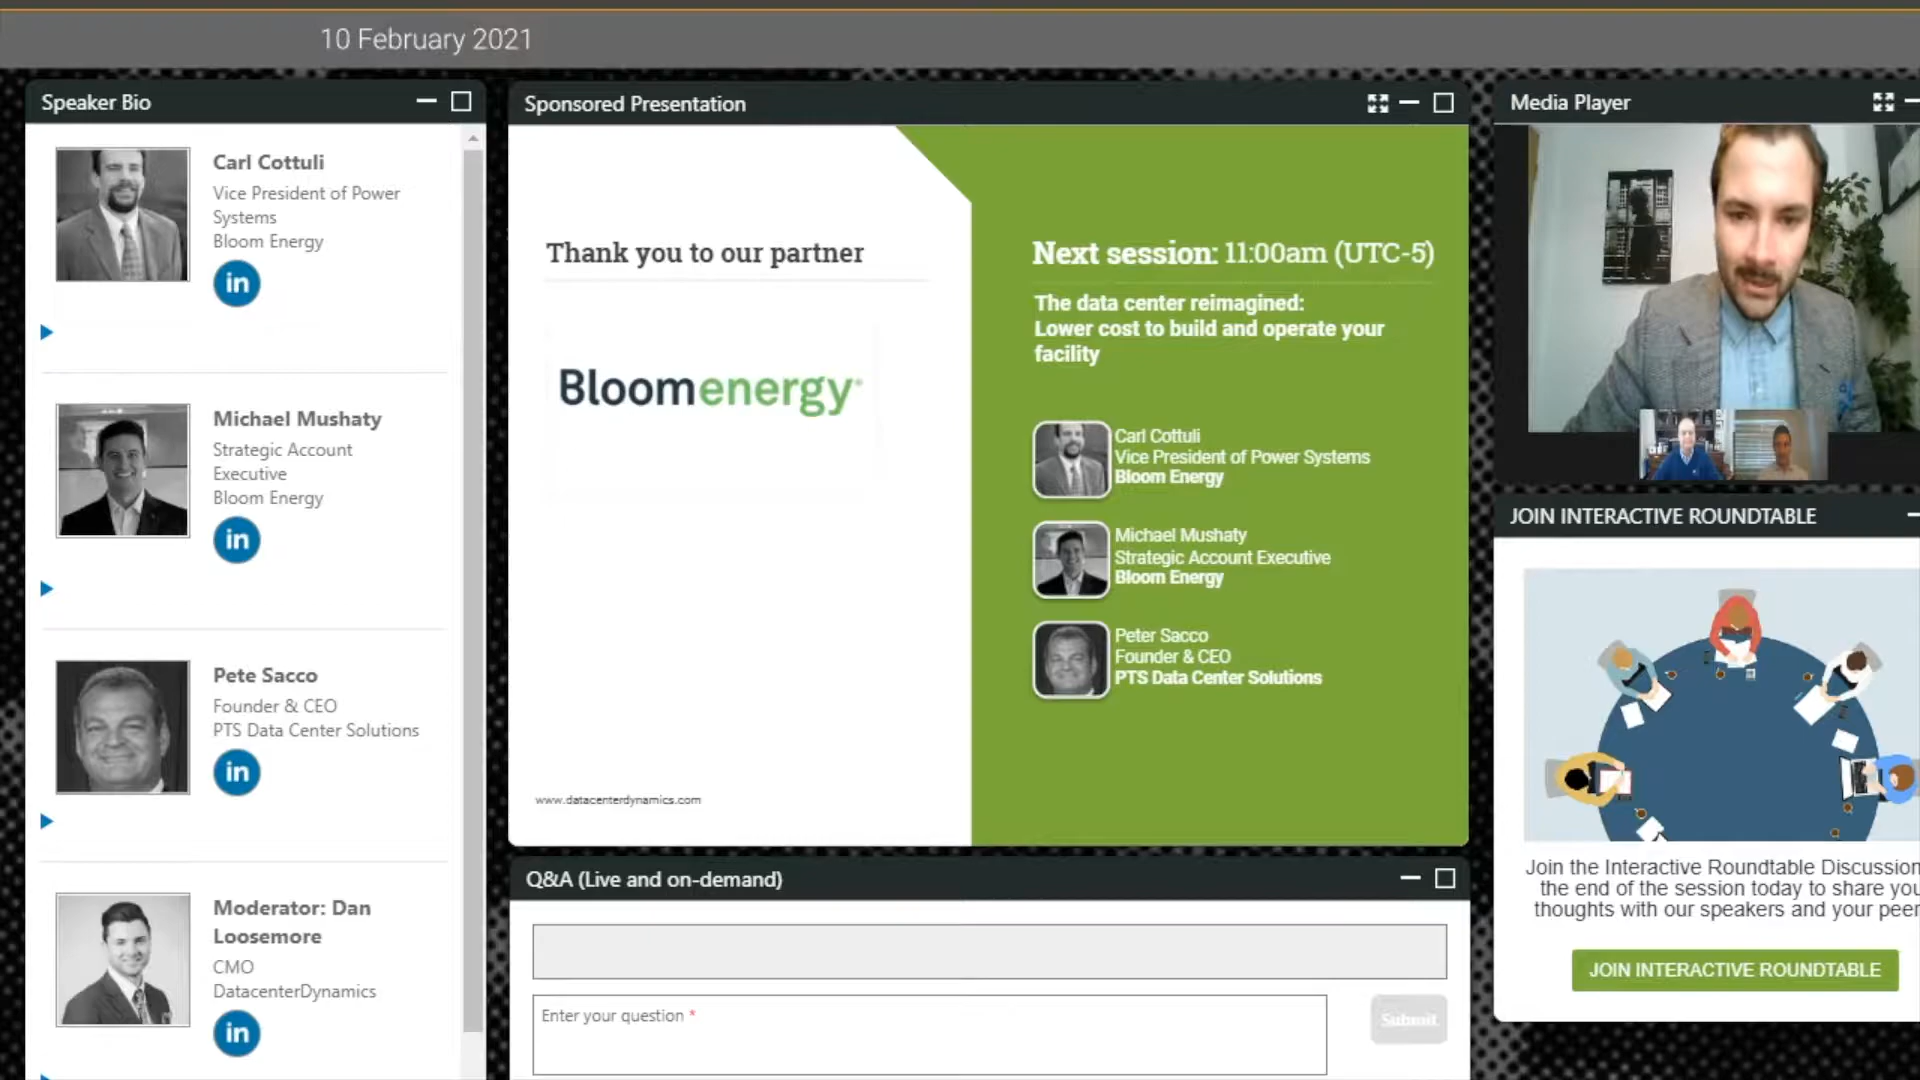 10 February 2021
Speaker Bio
Carl Cottuli
Vice President of Power
Systems
Bloom Energy
in
Michael Mushaty
Strategic Account
Executive
Bloom Energy
in
Pete Sacco
Founder & CEO
PTS Data Center Solutions
in
Moderator: Dan
Loosemore
CMO
DatacenterDynamics
in
Sponsored Presentation
Thank you to our partner
Bloomenergy
www.datacenterdynamics.com
Next session: 11:00am (UTC-5)
The data center reimagined:
Lower cost to build and operate your
facility
Carl Cottuli
Vice President of Power Systems
Bloom Energy
Michael Mushaty
Strategic Account Executive
Bloom Energy
Peter Sacco
Founder & CEO
PTS Data Center Solutions
Q&A (Live and on-demand)
Enter your question *
Submit
Media Player
JOIN INTERACTIVE ROUNDTABLE
Join the Interactive Roundtable Discussion
the end of the session today to share you
thoughts with our speakers and your peer
JOIN INTERACTIVE ROUNDTABLE